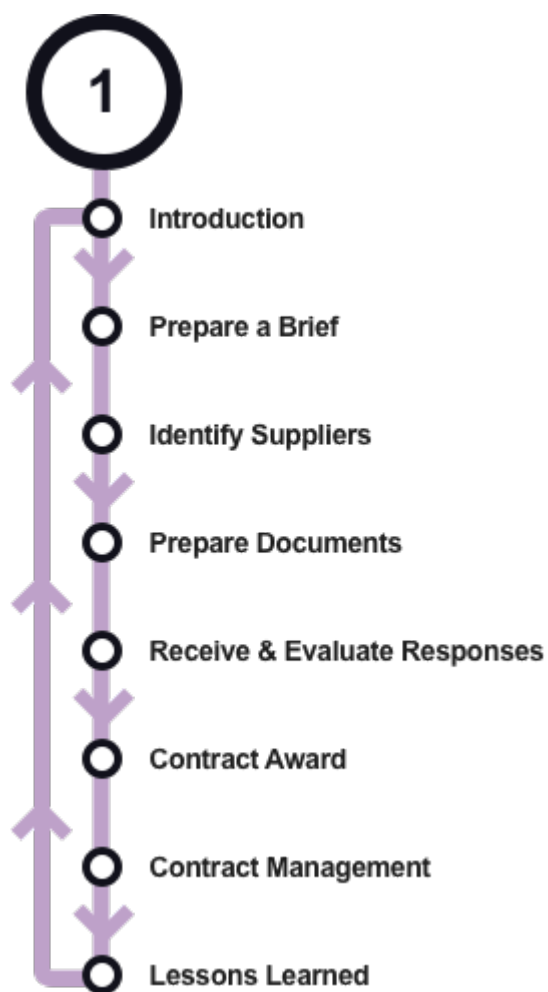 1
Introduction
Prepare a Brief
Identify Suppliers
Prepare Documents
Receive & Evaluate Responses
Contract Award
Contract Management
Lessons Learned